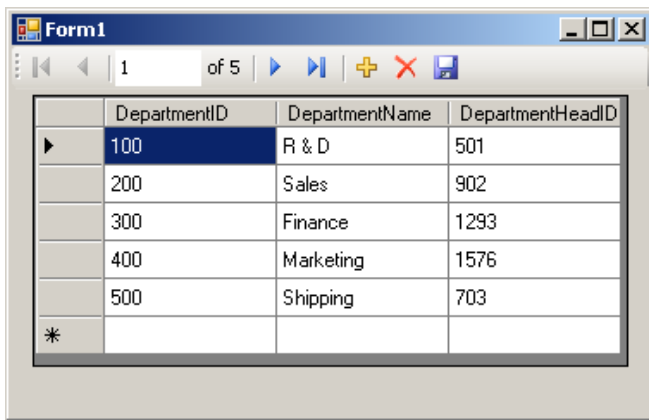 Form1
1 of 5
DepartmentID DepartmentName DepartmentHeadID
100 R & D 501
200 Sales 902
300 Finance 1293
400 Marketing 1576
500 Shipping 703